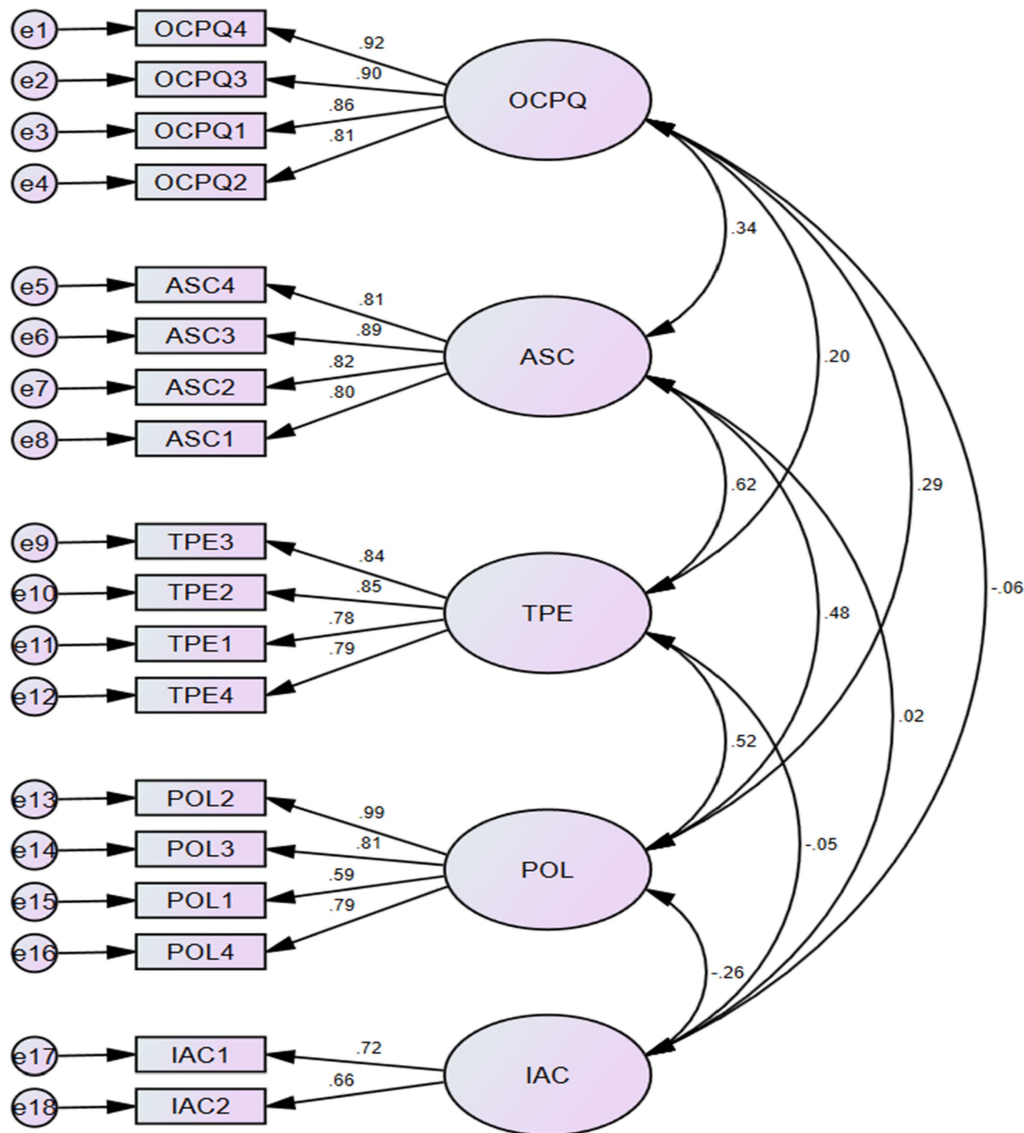 e1 OCPQ4 .92
e2 OCPQ3 .90
e3 OCPQ1 .86
e4 OCPQ2 .81
OCPQ
.34
e5 ASC4 .81
e6 ASC3 .89
e7 ASC2 .82
e8 ASC1 .80
ASC
.20
.62
.29
e9 TPE3 .84
e10 TPE2 .85
e11 TPE1 .78
e12 TPE4 .79
TPE
-.06
.48
.02
.52
e13 POL2 .99
e14 POL3 .81
e15 POL1 .59
e16 POL4 .79
POL
-.05
-.26
e17 IAC1 .72
e18 IAC2 .66
IAC